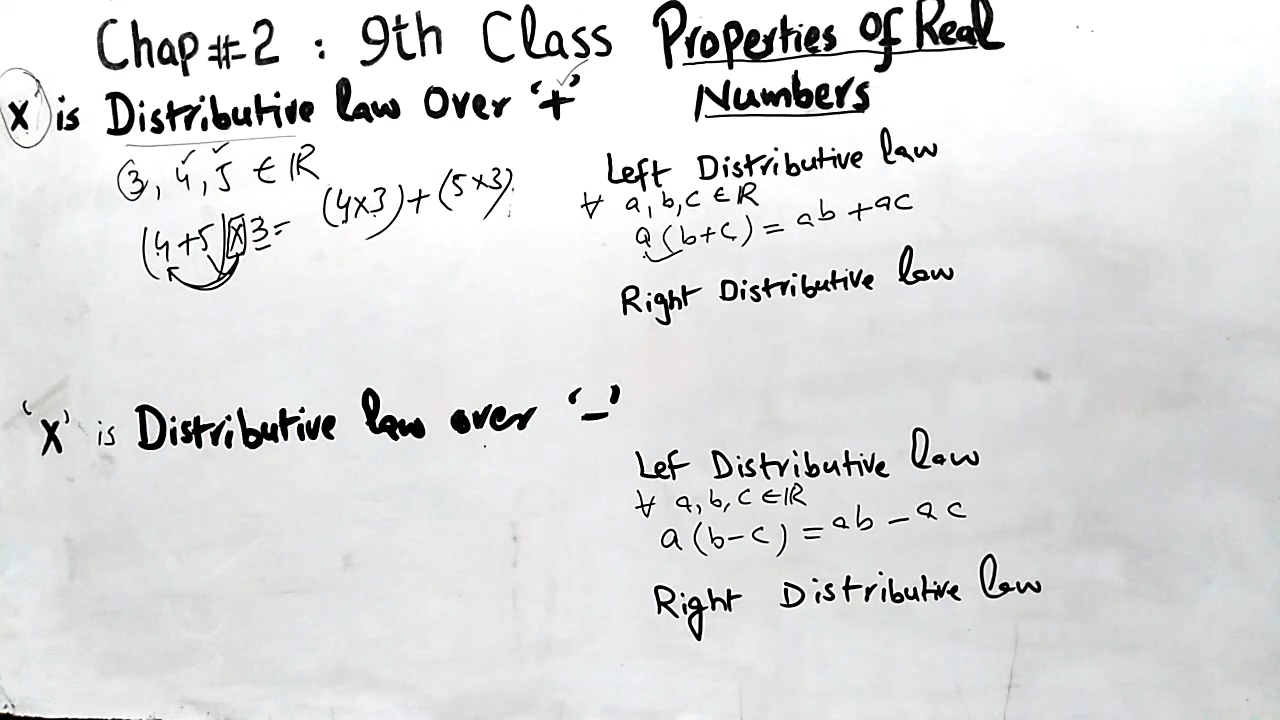 Chap#2 : 9th Class Properties of Real
Numbers
x is Distributive law Over '+'
3, 4, 5 ∈ ℝ
(4+5)x3= (4x3)+(5x3)
Left Distributive law
∀ a, b, c ∈ ℝ
a(b+c) = ab + ac
Right Distributive law
'x' is Distributive law over '-'
Lef Distributive law
∀ a, b, c ∈ ℝ
a(b-c) = ab - ac
Right Distributive law